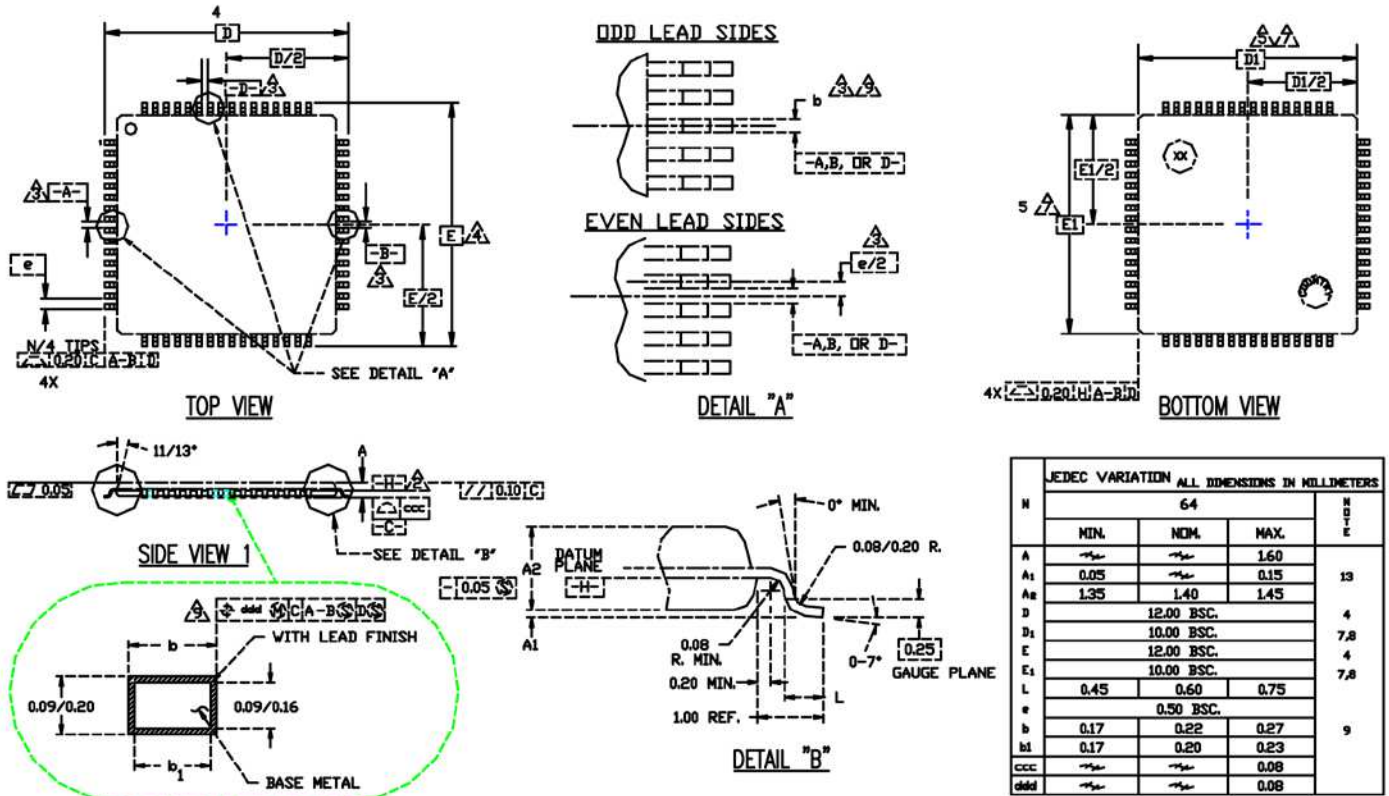 4
D
D/2
-D- 3
3 -A-
e
E 4
-B-
3
E/2
N/4 TIPS
0.20 C A-B D
4X
SEE DETAIL "A"
TOP VIEW
ODD LEAD SIDES
b
3 9
-A,B, OR D-
EVEN LEAD SIDES
3
e/2
-A,B, OR D-
DETAIL "A"
5 7
D1
D1/2
XX
E1/2
5 7
E1
COUNTRY
4X 0.20 H A-B D
BOTTOM VIEW
11/13°
A
0.05
-H- 2
// 0.10 C
ccc
-C-
SEE DETAIL "B"
SIDE VIEW 1
9 ddd M C A-B S D S
b
WITH LEAD FINISH
0.09/0.20
0.09/0.16
b1
BASE METAL
0° MIN.
0.08/0.20 R.
A2
DATUM
PLANE
-H-
- 0.05 S
A1
0.08
R. MIN.
0-7°
0.25
GAUGE PLANE
0.20 MIN.
L
1.00 REF.
DETAIL "B"
JEDEC VARIATION ALL DIMENSIONS IN MILLIMETERS
N 64 NOTE
MIN. NOM. MAX.
A 1.60
A1 0.05 0.15 13
A2 1.35 1.40 1.45
D 12.00 BSC. 4
D1 10.00 BSC. 7,8
E 12.00 BSC. 4
E1 10.00 BSC. 7,8
L 0.45 0.60 0.75
e 0.50 BSC.
b 0.17 0.22 0.27 9
b1 0.17 0.20 0.23
ccc 0.08
ddd 0.08